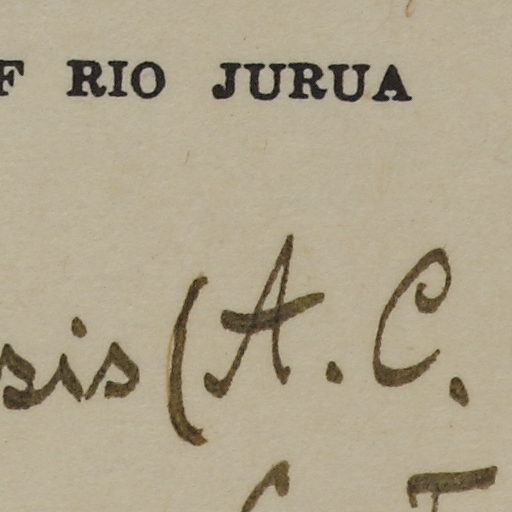 F RIO JURUA
sis (A. C.